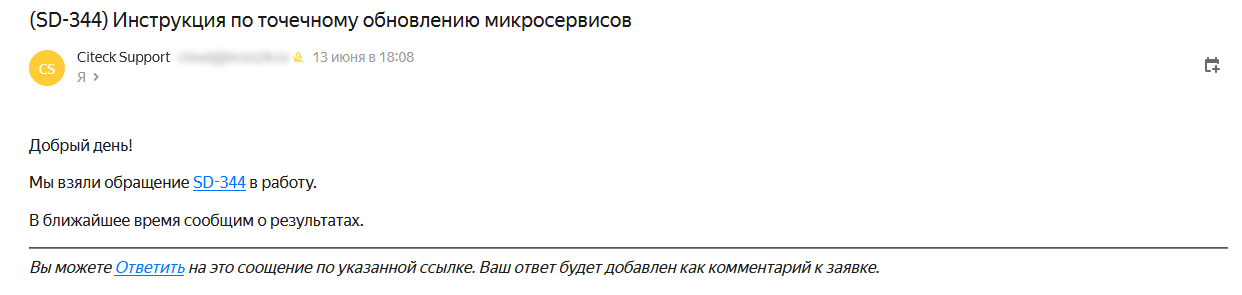 (SD-344) Инструкция по точечному обновлению микросервисов
Citeck Support 13 июня в 18:08
CS
Я
Добрый день!
Мы взяли обращение SD-344 в работу.
В ближайшее время сообщим о результатах.
Вы можете Ответить на это соощение по указанной ссылке. Ваш ответ будет добавлен как комментарий к заявке.